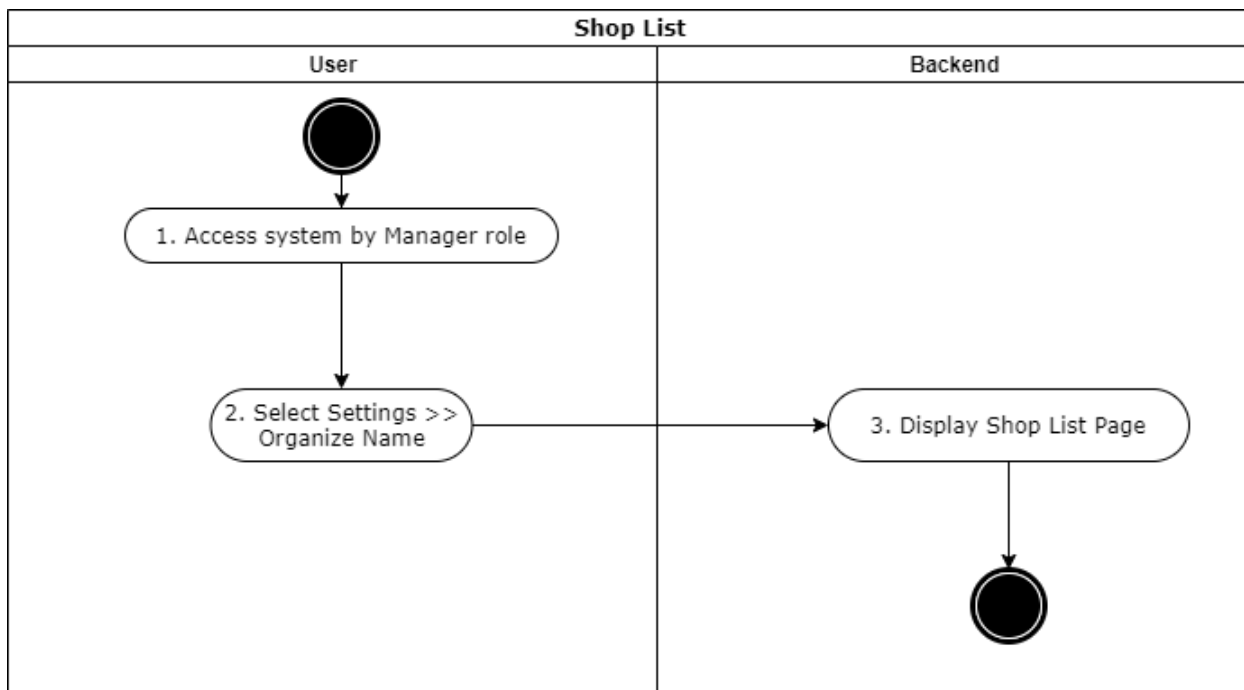 Shop List
User
Backend
1. Access system by Manager role
2. Select Settings >>
Organize Name
3. Display Shop List Page